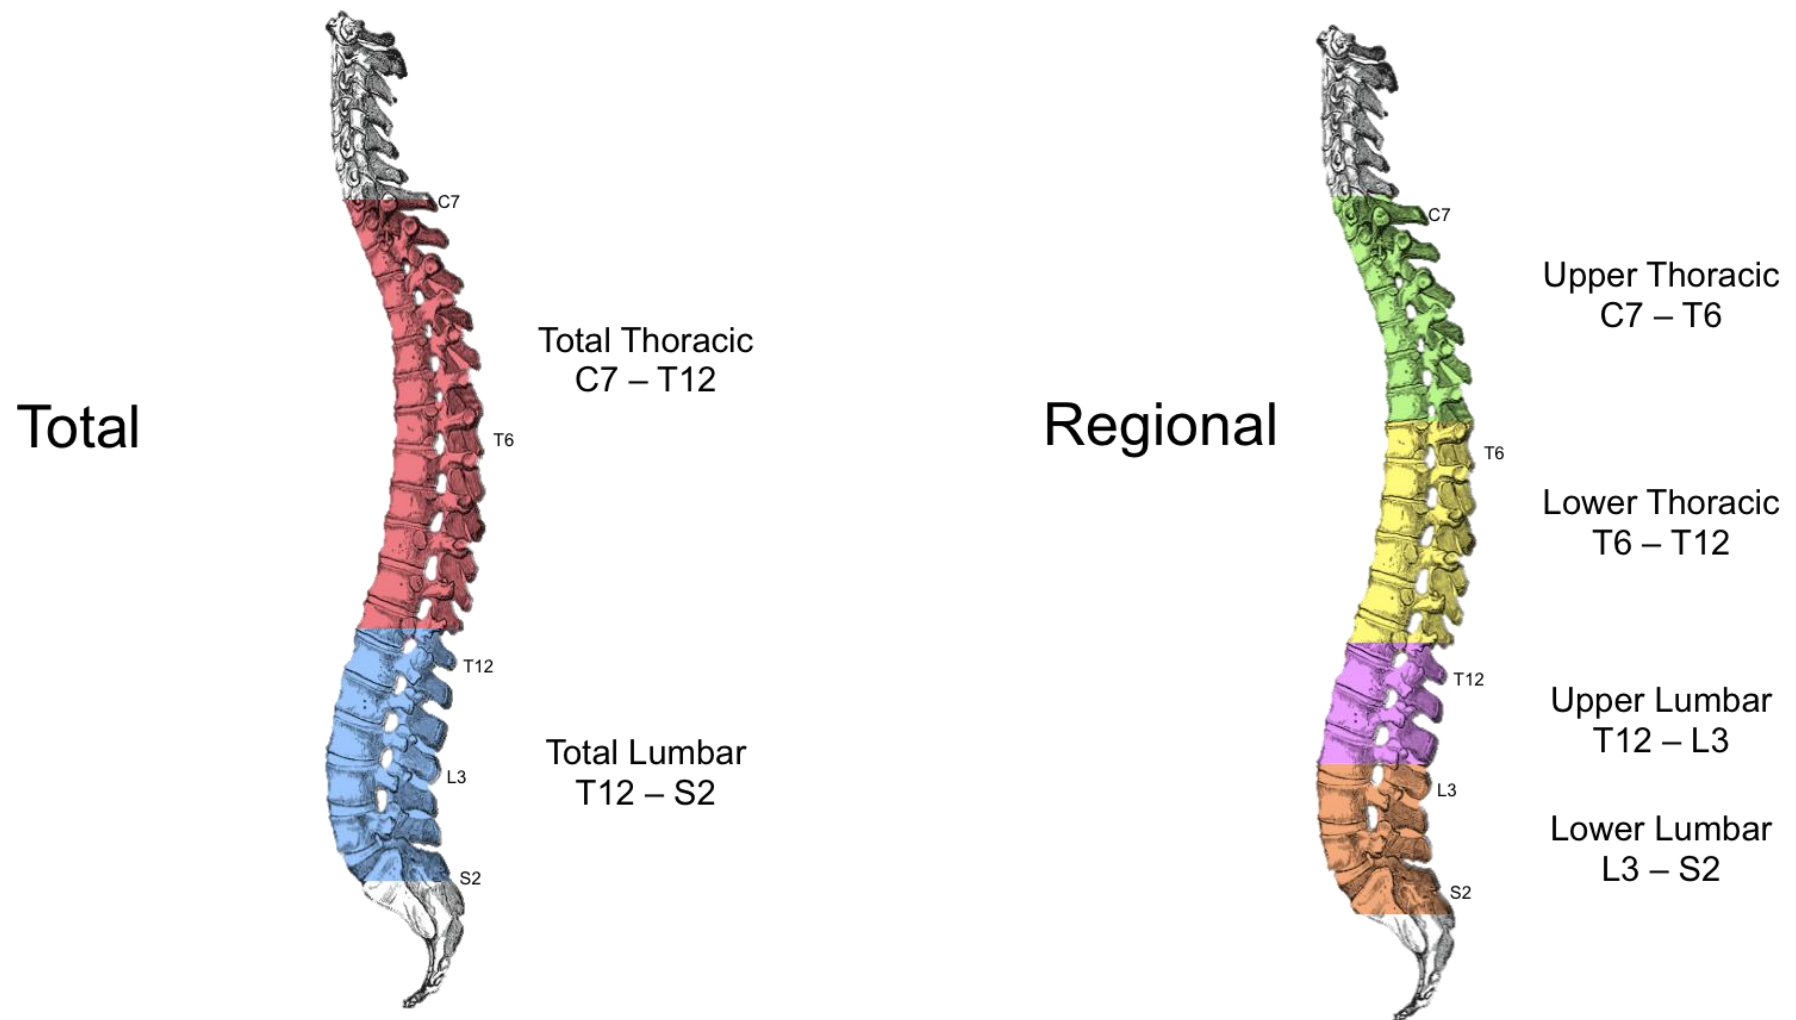 Total
C7
Total Thoracic
C7 – T12
T6
T12
Total Lumbar
T12 – S2
L3
S2
Regional
C7
Upper Thoracic
C7 – T6
T6
Lower Thoracic
T6 – T12
T12
Upper Lumbar
T12 – L3
L3
Lower Lumbar
L3 – S2
S2